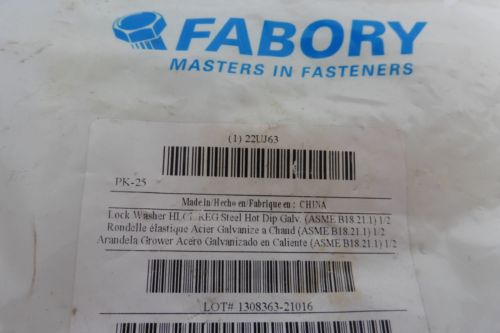 FABORY
MASTERS IN FASTENERS
(1) 22UJ63
PK-25
Made in/Hecho en/Fabrique en : CHINA
Lock Washer HLCL REG Steel Hot Dip Galv. (ASME B18.21.1) 1/2
Rondelle élastique Acier Galvanize a Chaud (ASME B18.21.1) 1/2
Arandela Grower Acero Galvanizado en Caliente (ASME B18.21.1) 1/2
LOT# 1308363-21016